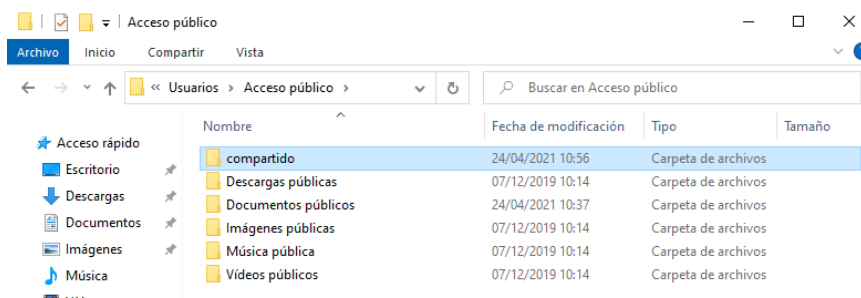 Acceso público
Archivo Inicio Compartir Vista
« Usuarios › Acceso público › Buscar en Acceso público
Nombre Fecha de modificación Tipo Tamaño
Acceso rápido
Escritorio
Descargas
Documentos
Imágenes
Música
compartido 24/04/2021 10:56 Carpeta de archivos
Descargas públicas 07/12/2019 10:14 Carpeta de archivos
Documentos públicos 24/04/2021 10:37 Carpeta de archivos
Imágenes públicas 07/12/2019 10:14 Carpeta de archivos
Música pública 07/12/2019 10:14 Carpeta de archivos
Vídeos públicos 07/12/2019 10:14 Carpeta de archivos